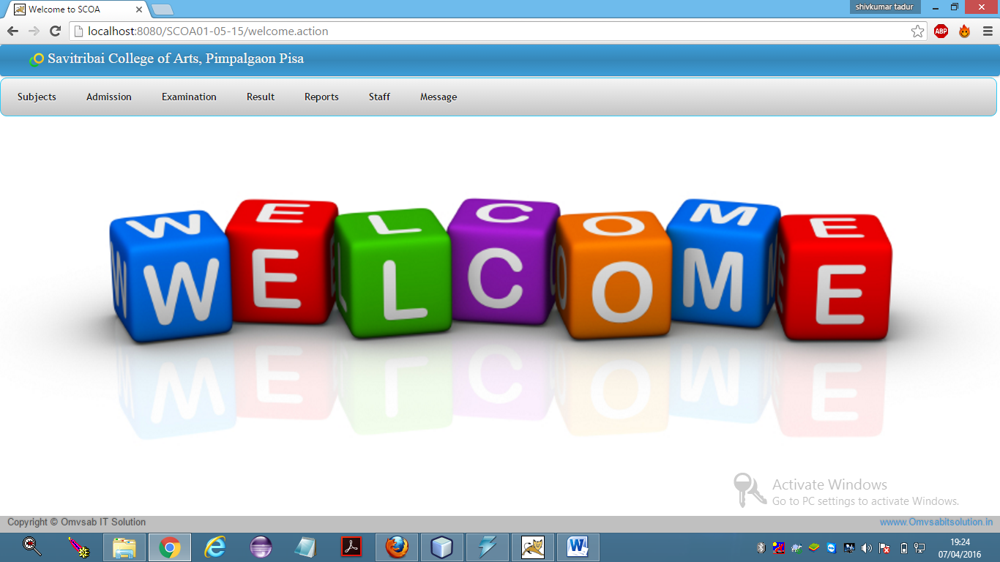 Welcome to SCOA
shivkumar tadur
localhost:8080/SCOA01-05-15/welcome.action
ABP
Savitribai College of Arts, Pimpalgaon Pisa
Subjects Admission Examination Result Reports Staff Message
W E L C O M E
W E L C O M E
Activate Windows
Go to PC settings to activate Windows.
Copyright © Omvsab IT Solution
wwww.Omvsabitsolution.in
19:24
07/04/2016